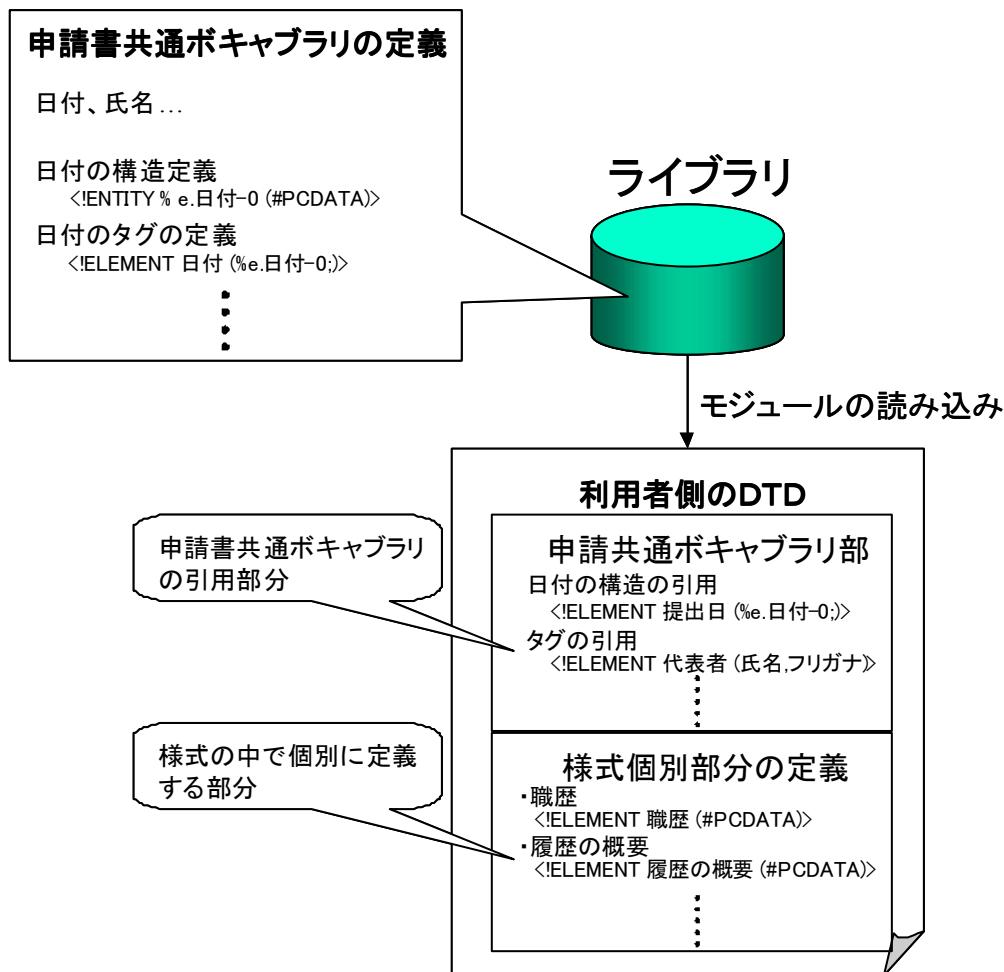 申請書共通ボキャブラリの定義
日付、氏名…
日付の構造定義
<!ENTITY % e.日付-0 (#PCDATA)>
日付のタグの定義
<!ELEMENT 日付 (%e.日付-0;)>
ライブラリ
モジュールの読み込み
利用者側のDTD
申請書共通ボキャブラリ
の引用部分
申請共通ボキャブラリ部
日付の構造の引用
<!ELEMENT 提出日 (%e.日付-0;)>
タグの引用
<!ELEMENT 代表者 (氏名,フリガナ)>
様式の中で個別に定義
する部分
様式個別部分の定義
・職歴
<!ELEMENT 職歴 (#PCDATA)>
・履歴の概要
<!ELEMENT 履歴の概要 (#PCDATA)>